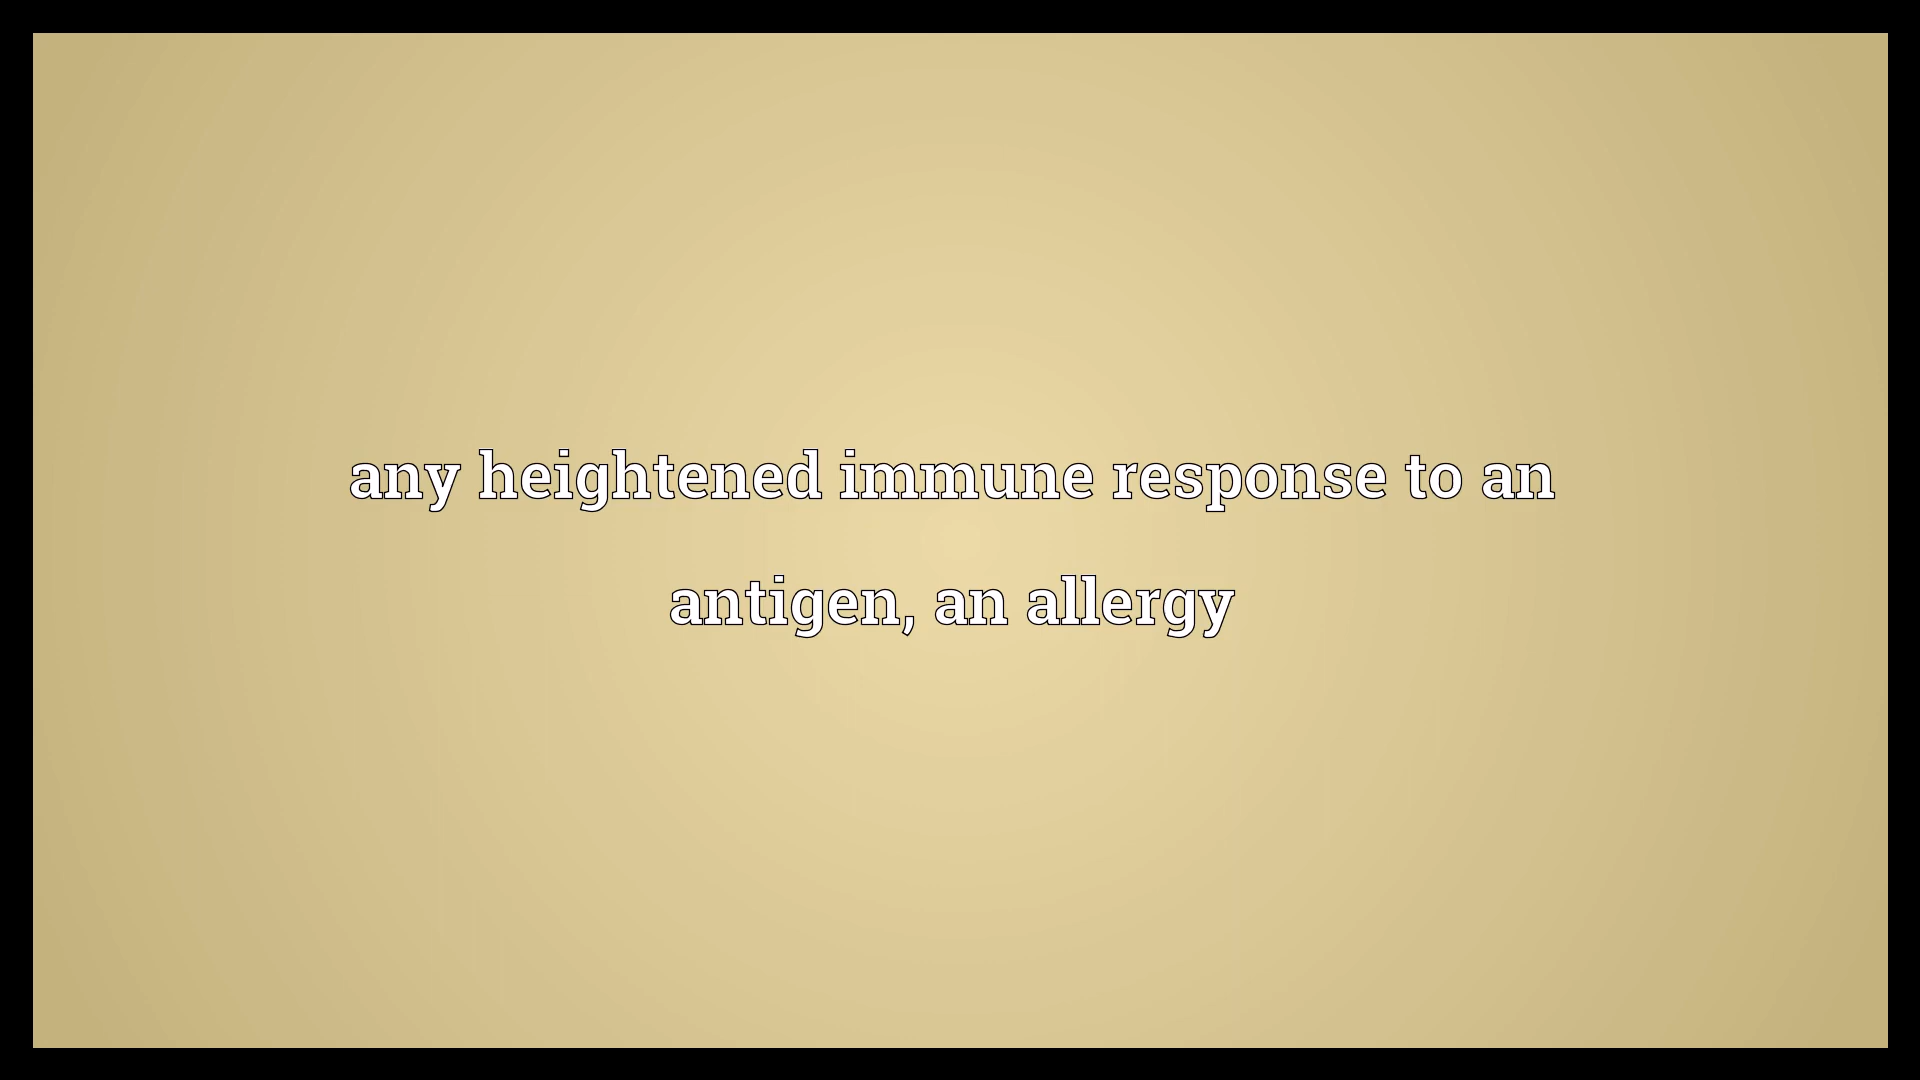 any heightened immune response to an
antigen, an allergy